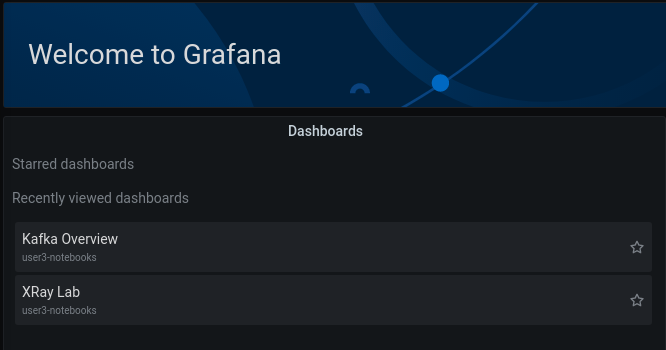 Welcome to Grafana
Dashboards
Starred dashboards
Recently viewed dashboards
Kafka Overview
user3-notebooks
XRay Lab
user3-notebooks